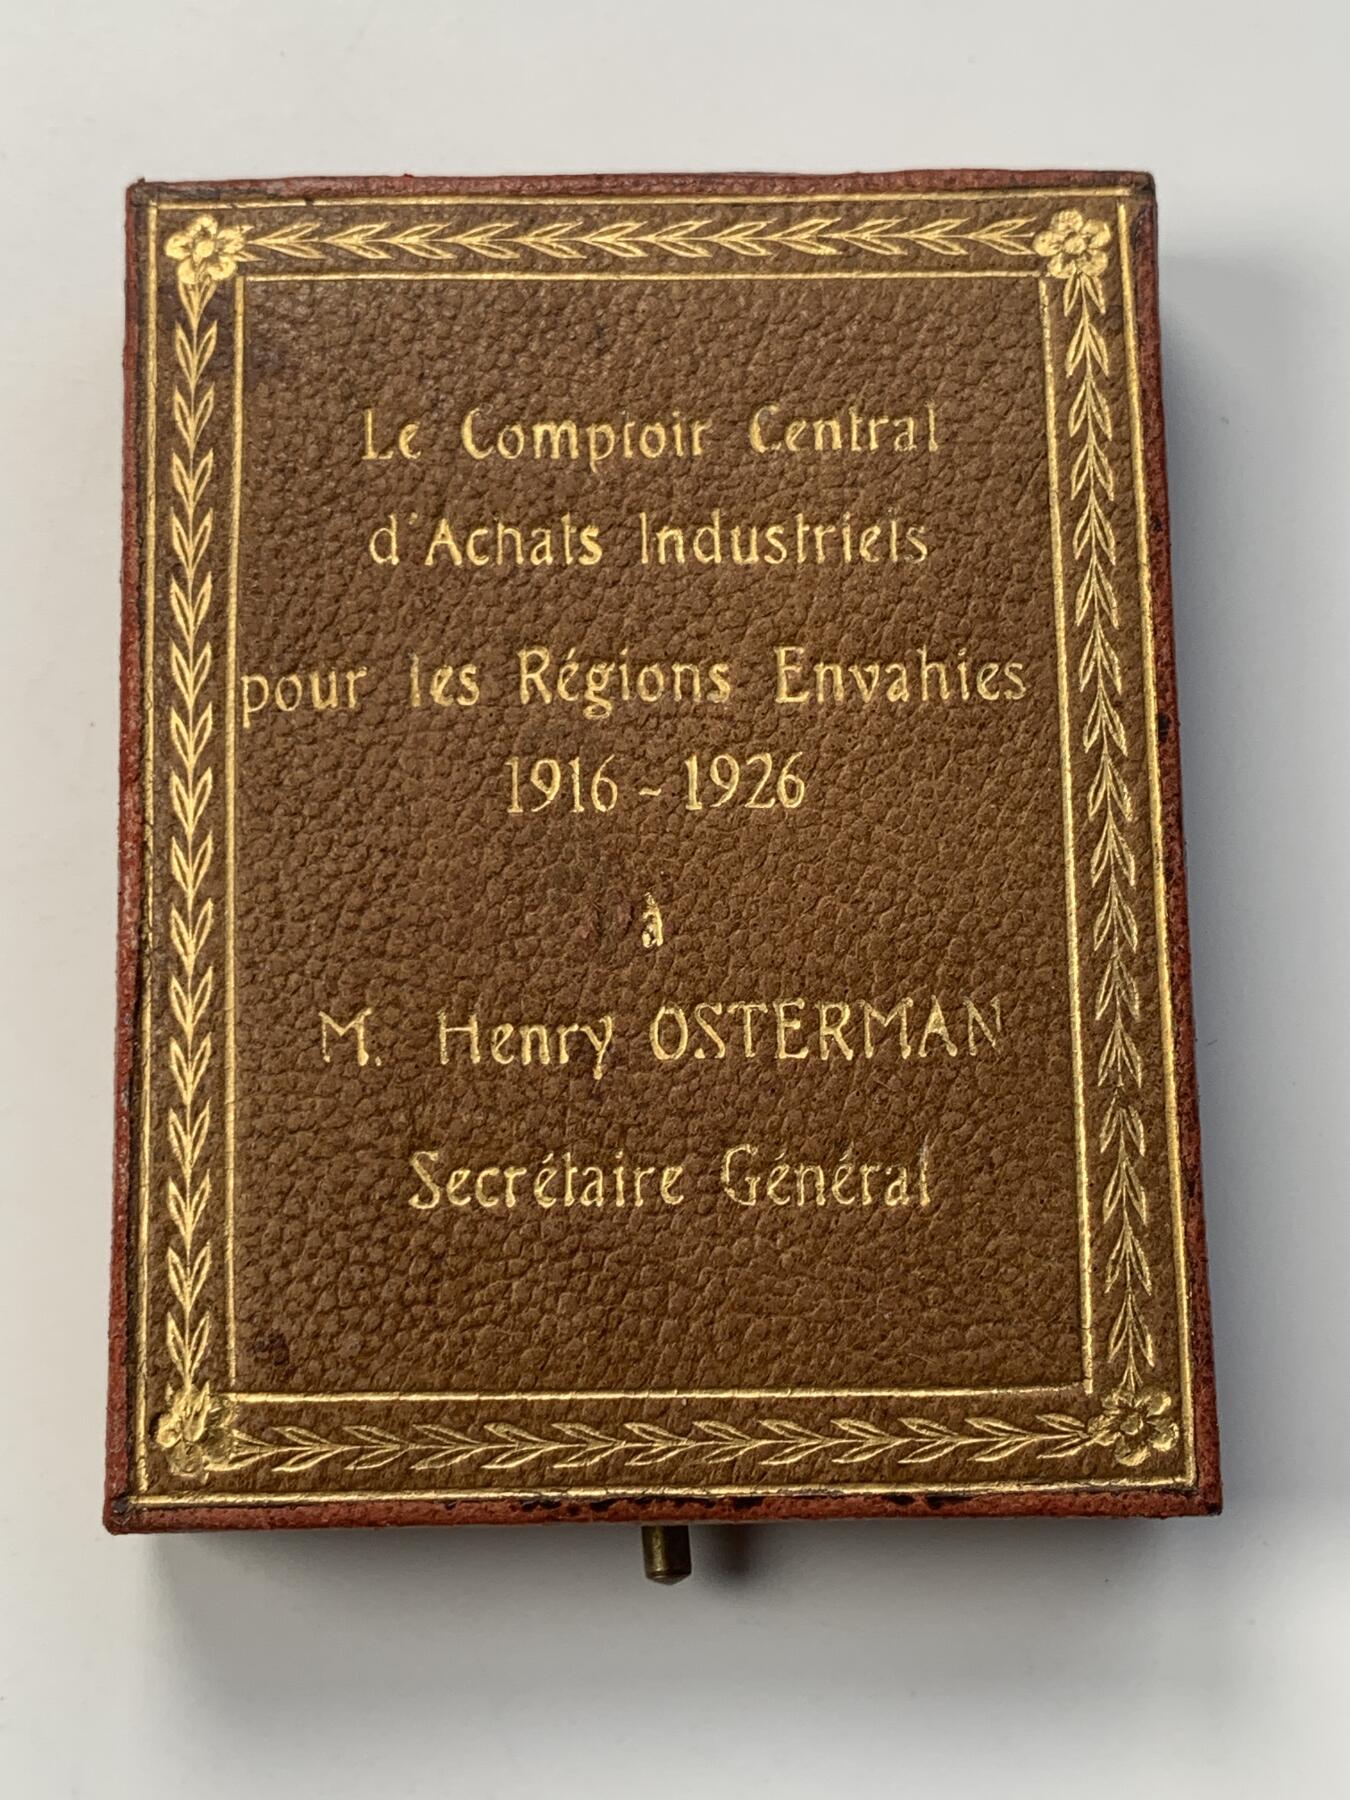 Le Comptoir Central
d'Achats Industriels
pour les Régions Envahies
1916 - 1926
à
M. Henry OSTERMAN
Secrétaire Général